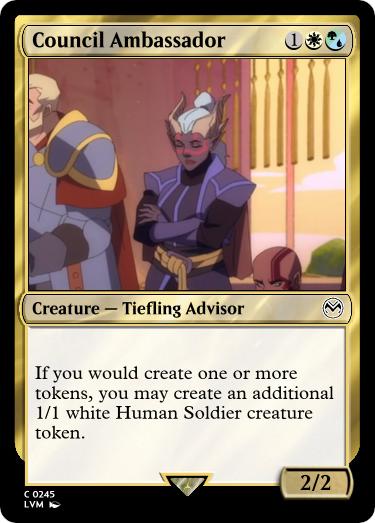 Council Ambassador 1
Creature — Tiefling Advisor
If you would create one or more
tokens, you may create an additional
1/1 white Human Soldier creature
token.
2/2
C 0245
LVM